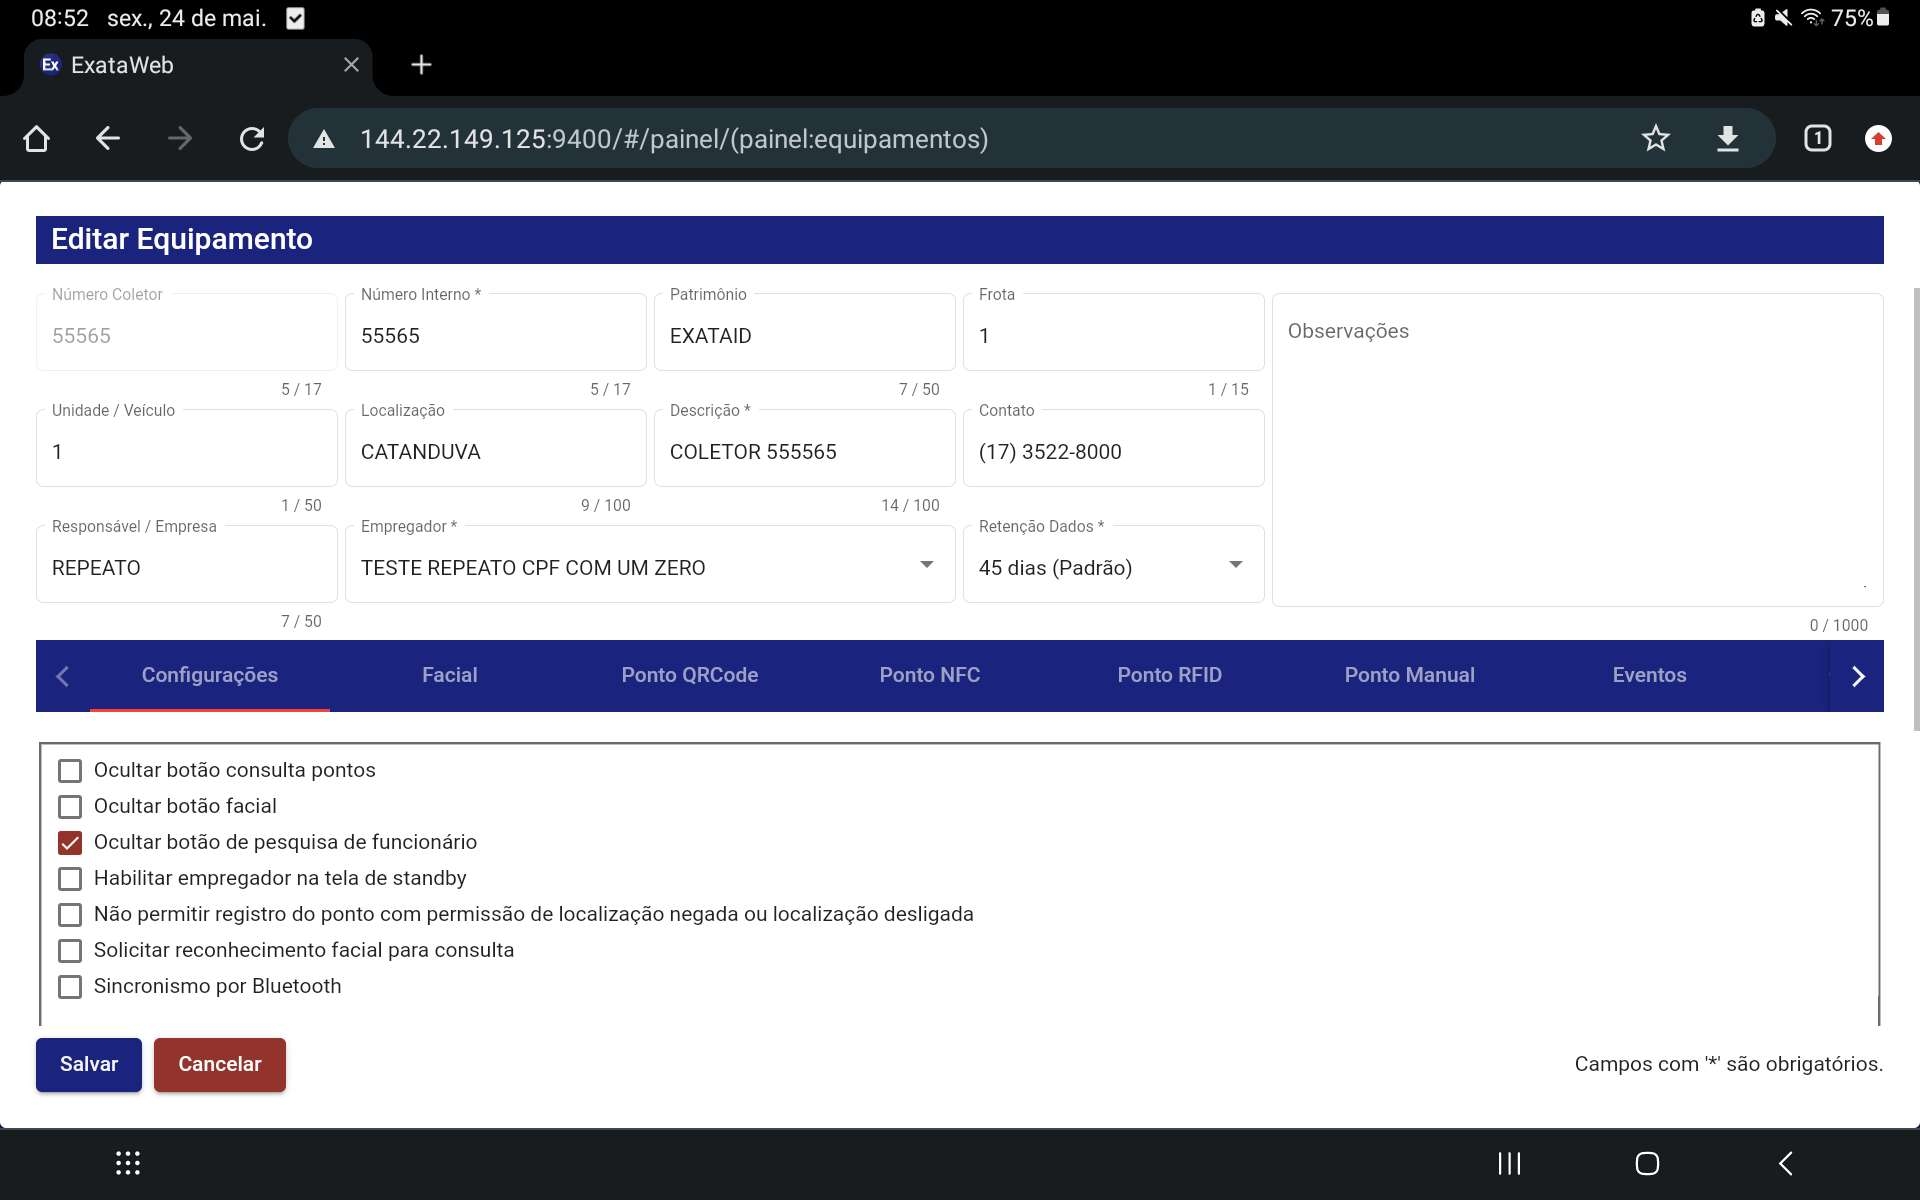 08:52 sex., 24 de mai.
75%
Ex ExataWeb
144.22.149.125:9400/#/painel/(painel:equipamentos)
1
Editar Equipamento
Número Coletor
55565
5 / 17
Número Interno *
55565
5 / 17
Patrimônio
EXATAID
7 / 50
Frota
1
1 / 15
Observações
0 / 1000
Unidade / Veículo
1
1 / 50
Localização
CATANDUVA
9 / 100
Descrição *
COLETOR 555565
14 / 100
Contato
(17) 3522-8000
Responsável / Empresa
REPEATO
7 / 50
Empregador *
TESTE REPEATO CPF COM UM ZERO
Retenção Dados *
45 dias (Padrão)
Configurações Facial Ponto QRCode Ponto NFC Ponto RFID Ponto Manual Eventos
Ocultar botão consulta pontos
Ocultar botão facial
Ocultar botão de pesquisa de funcionário
Habilitar empregador na tela de standby
Não permitir registro do ponto com permissão de localização negada ou localização desligada
Solicitar reconhecimento facial para consulta
Sincronismo por Bluetooth
Salvar Cancelar
Campos com '*' são obrigatórios.